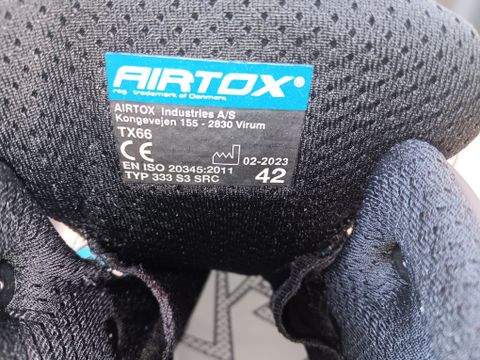 AIRTOX®
reg. trademark of Denmark
AIRTOX Industries A/S
Kongevejen 155 - 2830 Virum
TX66
CE 02-2023
EN ISO 20345:2011
TYP 333 S3 SRC 42